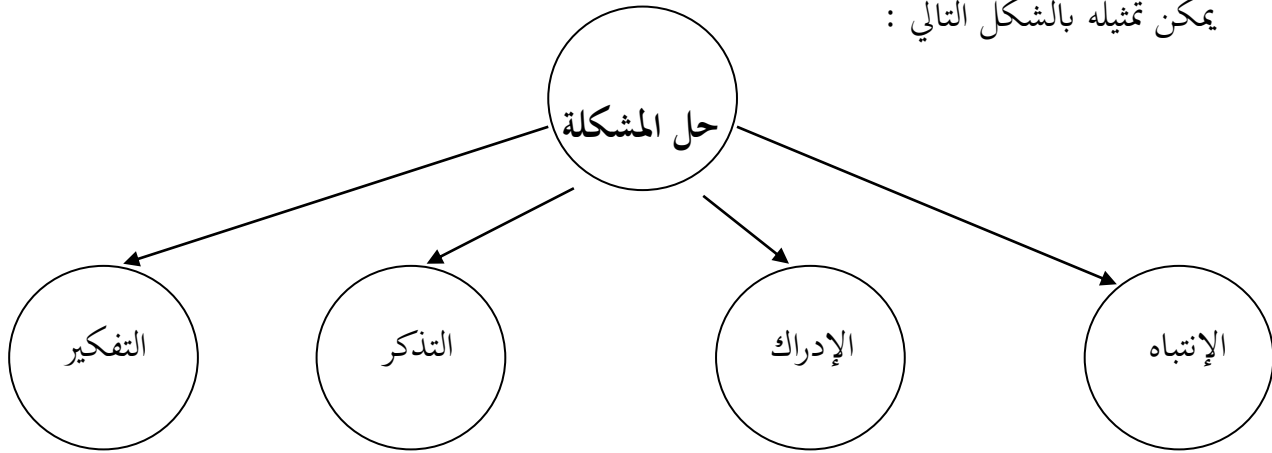 يمكن تمثيله بالشكل التالي :
حل المشكلة
الإنتباه
الإدراك
التذكر
التفكير